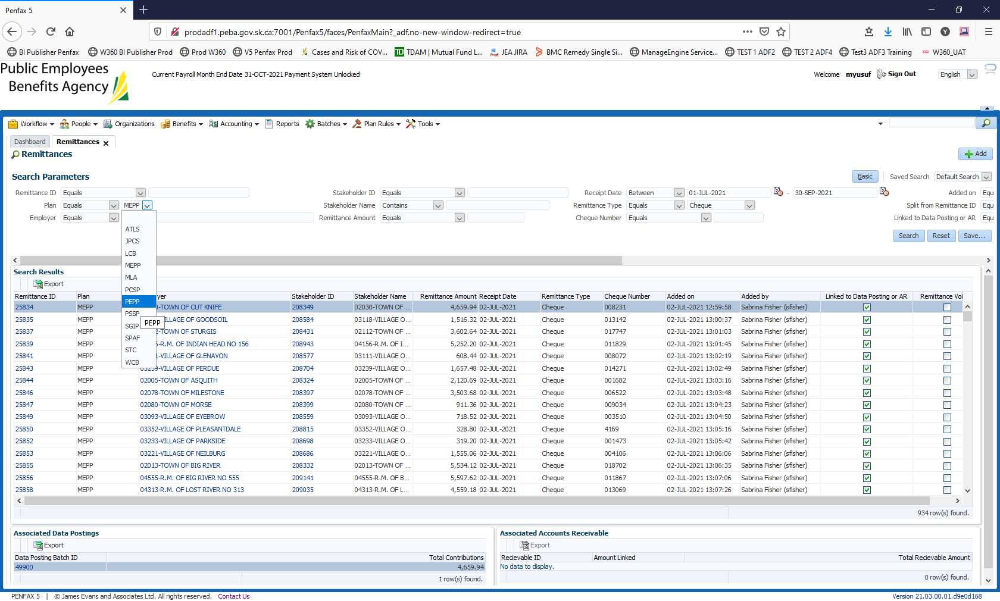 Penfax 5
prodadf1.peba.gov.sk.ca:7001/Penfax5/faces/PenfaxMain?_adf.no-new-window-redirect=true
BI Publisher Penfax W360 BI Publisher Prod Prod W360 V5 Penfax Prod Cases and Risk of COV... TD TDAM | Mutual Fund L... JEA JIRA BMC Remedy Single Si... ManageEngine Service... TEST 1 ADF2 TEST 2 ADF4 Test3 ADF3 Training CGI W360_UAT
Public Employees
Benefits Agency
Current Payroll Month End Date 31-OCT-2021 Payment System Unlocked
Welcome myusuf Sign Out English
Workflow People Organizations Benefits Accounting Reports Batches Plan Rules Tools
Dashboard Remittances
Remittances Add
Search Parameters Basic Saved Search Default Search
Remittance ID Equals Stakeholder ID Equals Receipt Date Between 01-JUL-2021 - 30-SEP-2021 Added on Equ
Plan Equals MEPP Stakeholder Name Contains Remittance Type Equals Cheque Split from Remittance ID Equ
Employer Equals Remittance Amount Equals Cheque Number Equals Linked to Data Posting or AR Equ
ATLS
JPCS
LCB
MEPP
MLA
PCSP
PEPP
PSSP
SGIP
SPAF
STC
WCB
PEPP
Search Reset Save...
Search Results
Export
Remittance ID Plan yer Stakeholder ID Stakeholder Name Remittance Amount Receipt Date Remittance Type Cheque Number Added on Added by Linked to Data Posting or AR Remittance Voi
25834 MEPP 0-TOWN OF CUT KNIFE 208349 02030-TOWN OF ... 4,659.94 02-JUL-2021 Cheque 008231 02-JUL-2021 12:59:58 Sabrina Fisher (sfisher)
25835 MEPP VILLAGE OF GOODSOIL 208584 03118-VILLAGE O... 1,516.32 02-JUL-2021 Cheque 013142 02-JUL-2021 13:00:37 Sabrina Fisher (sfisher)
25837 MEPP 2-TOWN OF STURGIS 208431 02112-TOWN OF ... 3,602.64 02-JUL-2021 Cheque 017747 02-JUL-2021 13:01:03 Sabrina Fisher (sfisher)
25839 MEPP 6-R.M. OF INDIAN HEAD NO 156 208943 04156-R.M. OF I... 5,252.20 02-JUL-2021 Cheque 011829 02-JUL-2021 13:01:45 Sabrina Fisher (sfisher)
25841 MEPP 1-VILLAGE OF GLENAVON 208577 03111-VILLAGE O... 608.44 02-JUL-2021 Cheque 008072 02-JUL-2021 13:02:19 Sabrina Fisher (sfisher)
25843 MEPP 03239-VILLAGE OF PERDUE 208704 03239-VILLAGE O... 1,657.48 02-JUL-2021 Cheque 014271 02-JUL-2021 13:02:49 Sabrina Fisher (sfisher)
25844 MEPP 02005-TOWN OF ASQUITH 208324 02005-TOWN OF ... 2,120.69 02-JUL-2021 Cheque 001682 02-JUL-2021 13:03:16 Sabrina Fisher (sfisher)
25846 MEPP 02078-TOWN OF MILESTONE 208397 02078-TOWN OF ... 3,503.68 02-JUL-2021 Cheque 006522 02-JUL-2021 13:03:48 Sabrina Fisher (sfisher)
25847 MEPP 02080-TOWN OF MORSE 208399 02080-TOWN OF ... 911.36 02-JUL-2021 Cheque 009034 02-JUL-2021 13:04:23 Sabrina Fisher (sfisher)
25849 MEPP 03093-VILLAGE OF EYEBROW 208559 03093-VILLAGE O... 718.52 02-JUL-2021 Cheque 003510 02-JUL-2021 13:04:50 Sabrina Fisher (sfisher)
25850 MEPP 03352-VILLAGE OF PLEASANTDALE 208815 03352-VILLAGE O... 328.80 02-JUL-2021 Cheque 4169 02-JUL-2021 13:05:16 Sabrina Fisher (sfisher)
25852 MEPP 03233-VILLAGE OF PARKSIDE 208698 03233-VILLAGE O... 319.20 02-JUL-2021 Cheque 001473 02-JUL-2021 13:05:42 Sabrina Fisher (sfisher)
25853 MEPP 03221-VILLAGE OF NEILBURG 208686 03221-VILLAGE O... 1,555.06 02-JUL-2021 Cheque 004106 02-JUL-2021 13:06:06 Sabrina Fisher (sfisher)
25855 MEPP 02013-TOWN OF BIG RIVER 208332 02013-TOWN OF ... 5,534.12 02-JUL-2021 Cheque 018702 02-JUL-2021 13:06:35 Sabrina Fisher (sfisher)
25856 MEPP 04555-R.M. OF BIG RIVER NO 555 209141 04555-R.M. OF B... 5,597.62 02-JUL-2021 Cheque 011867 02-JUL-2021 13:07:06 Sabrina Fisher (sfisher)
25858 MEPP 04313-R.M. OF LOST RIVER NO 313 209035 04313-R.M. OF L... 4,559.18 02-JUL-2021 Cheque 013069 02-JUL-2021 13:07:26 Sabrina Fisher (sfisher)
934 row(s) found.
Associated Data Postings
Export
Data Posting Batch ID Total Contributions
49900 4,659.94
1 row(s) found.
Associated Accounts Receivable
Export
Recievable ID Amount Linked Total Recievable Amount
No data to display.
0 row(s) found.
PENFAX 5 | © James Evans and Associates Ltd. All rights reserved. Contact Us Version 21.03.00.01.d9e0d168